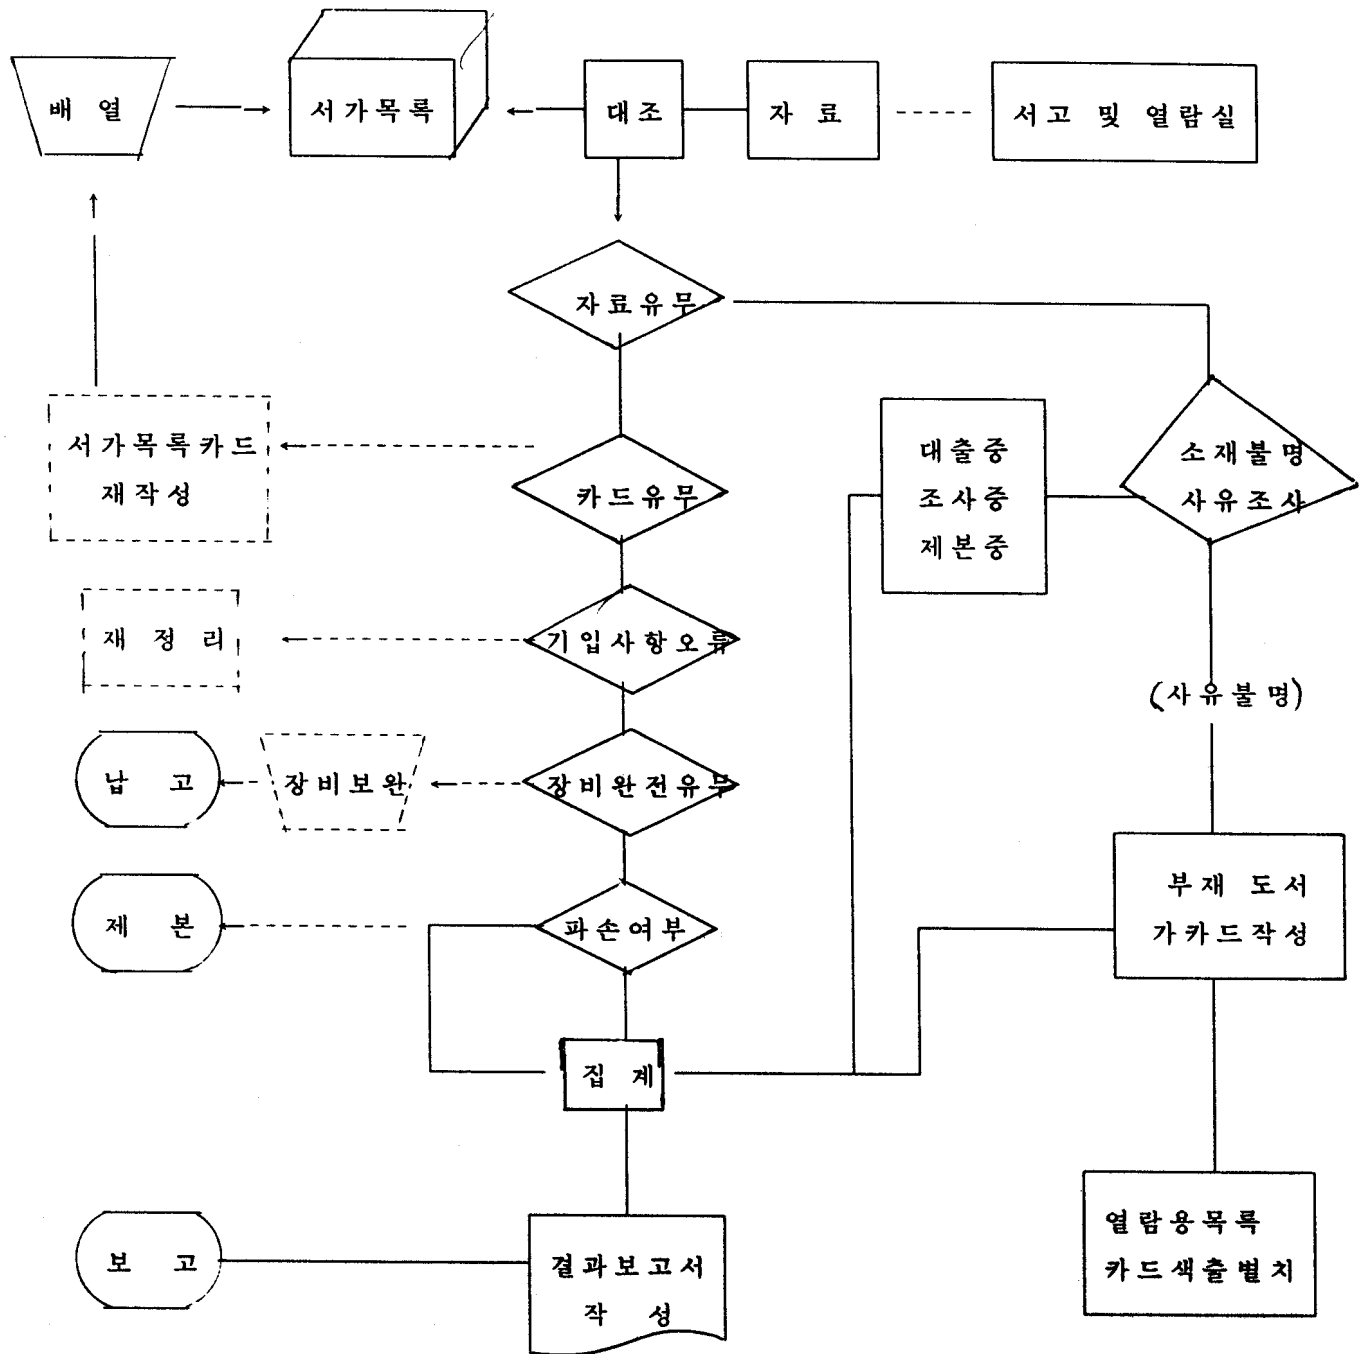 배 열
서가목록
대조
자 료
서고 및 열람실
자료유무
서가목록카드
재작성
카드유무
대출중
조사중
제본중
소재불명
사유조사
재 정 리
기입사항오류
(사유불명)
납 고
장비보완
장비완전유무
제 본
파손여부
부재 도서
가카드작성
집 계
보 고
결과보고서
작 성
열람용목록
카드색출별치